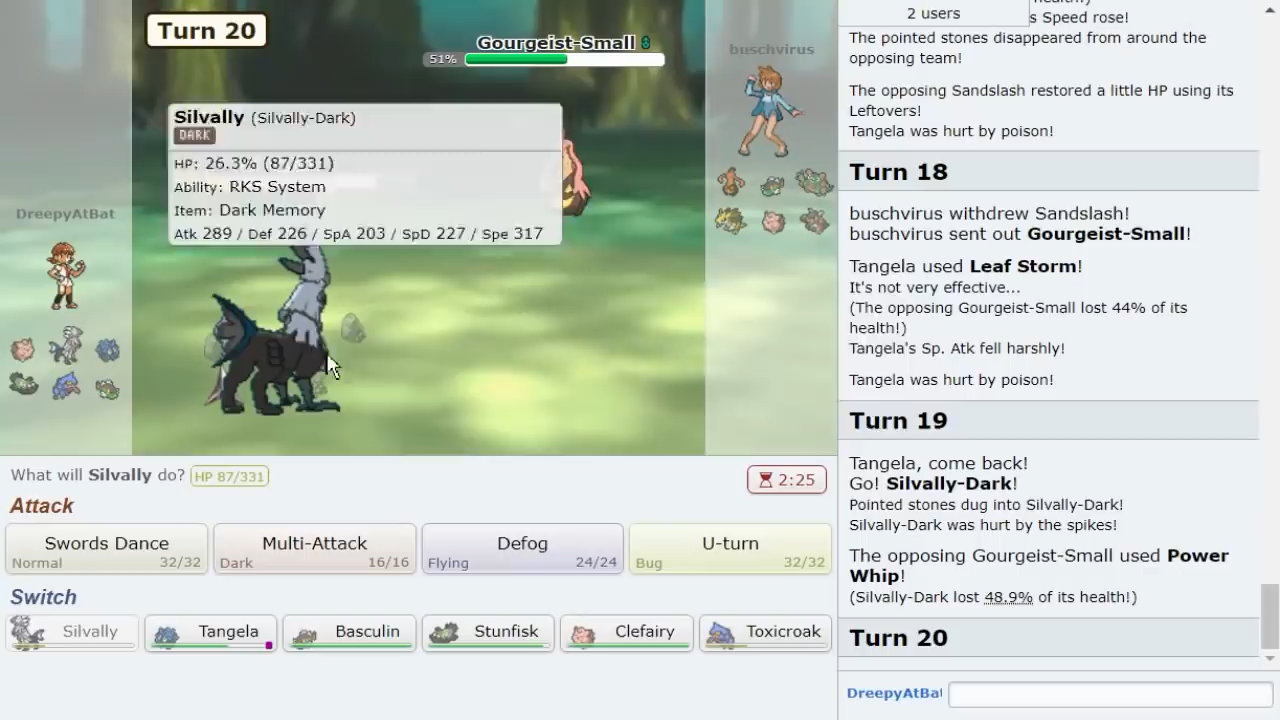 Turn 20
Gourgeist-Small
51%
Silvally (Silvally-Dark)
DARK
HP: 26.3% (87/331)
Ability: RKS System
Item: Dark Memory
Atk 289 / Def 226 / SpA 203 / SpD 227 / Spe 317
DreepyAtBat
buschvirus
What will Silvally do? HP 87/331
2:25
Attack
Swords Dance
Normal 32/32
Multi-Attack
Dark 16/16
Defog
Flying 24/24
U-turn
Bug 32/32
Switch
Silvally
Tangela
Basculin
Stunfisk
Clefairy
Toxicroak
2 users
s Speed rose!
The pointed stones disappeared from around the
opposing team!
The opposing Sandslash restored a little HP using its
Leftovers!
Tangela was hurt by poison!
Turn 18
buschvirus withdrew Sandslash!
buschvirus sent out Gourgeist-Small!
Tangela used Leaf Storm!
It's not very effective...
(The opposing Gourgeist-Small lost 44% of its
health!)
Tangela's Sp. Atk fell harshly!
Tangela was hurt by poison!
Turn 19
Tangela, come back!
Go! Silvally-Dark!
Pointed stones dug into Silvally-Dark!
Silvally-Dark was hurt by the spikes!
The opposing Gourgeist-Small used Power
Whip!
(Silvally-Dark lost 48.9% of its health!)
Turn 20
DreepyAtBa